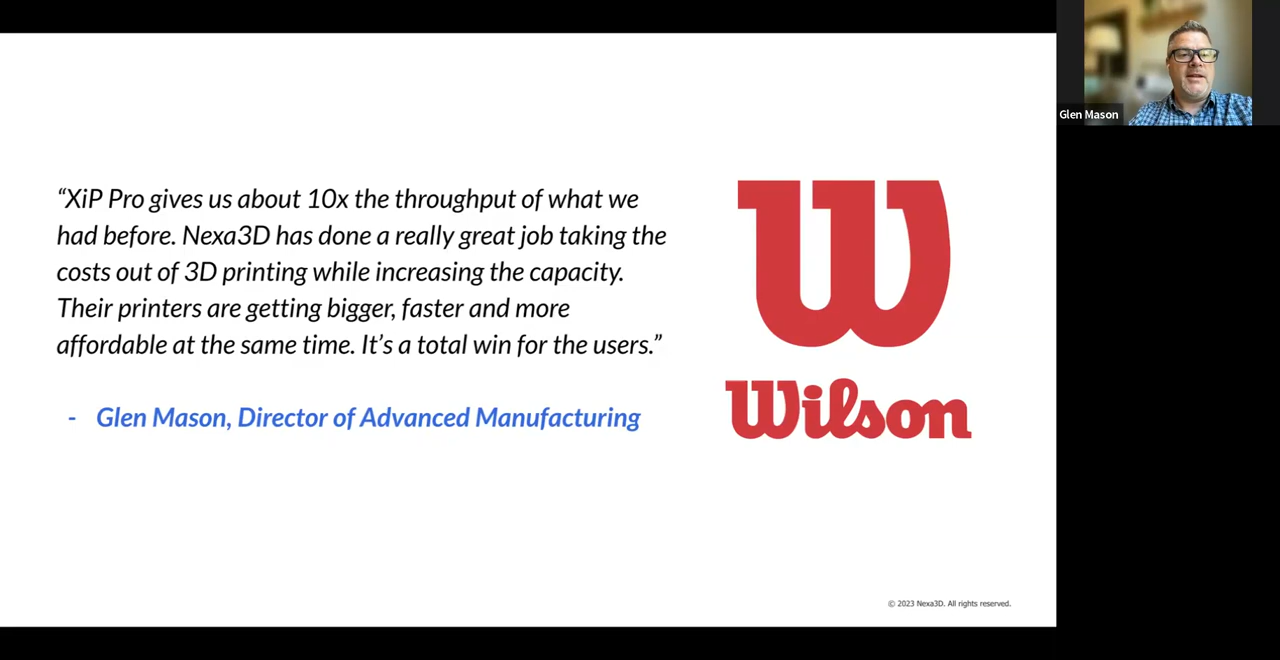 “XiP Pro gives us about 10x the throughput of what we
had before. Nexa3D has done a really great job taking the
costs out of 3D printing while increasing the capacity.
Their printers are getting bigger, faster and more
affordable at the same time. It’s a total win for the users.”
- Glen Mason, Director of Advanced Manufacturing
W
Wilson
© 2023 Nexa3D. All rights reserved.
Glen Mason